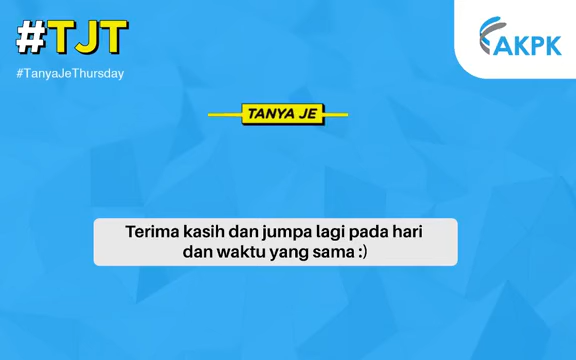 #TJT
#TanyaJeThursday
AKPK
TANYA JE
Terima kasih dan jumpa lagi pada hari
dan waktu yang sama :)